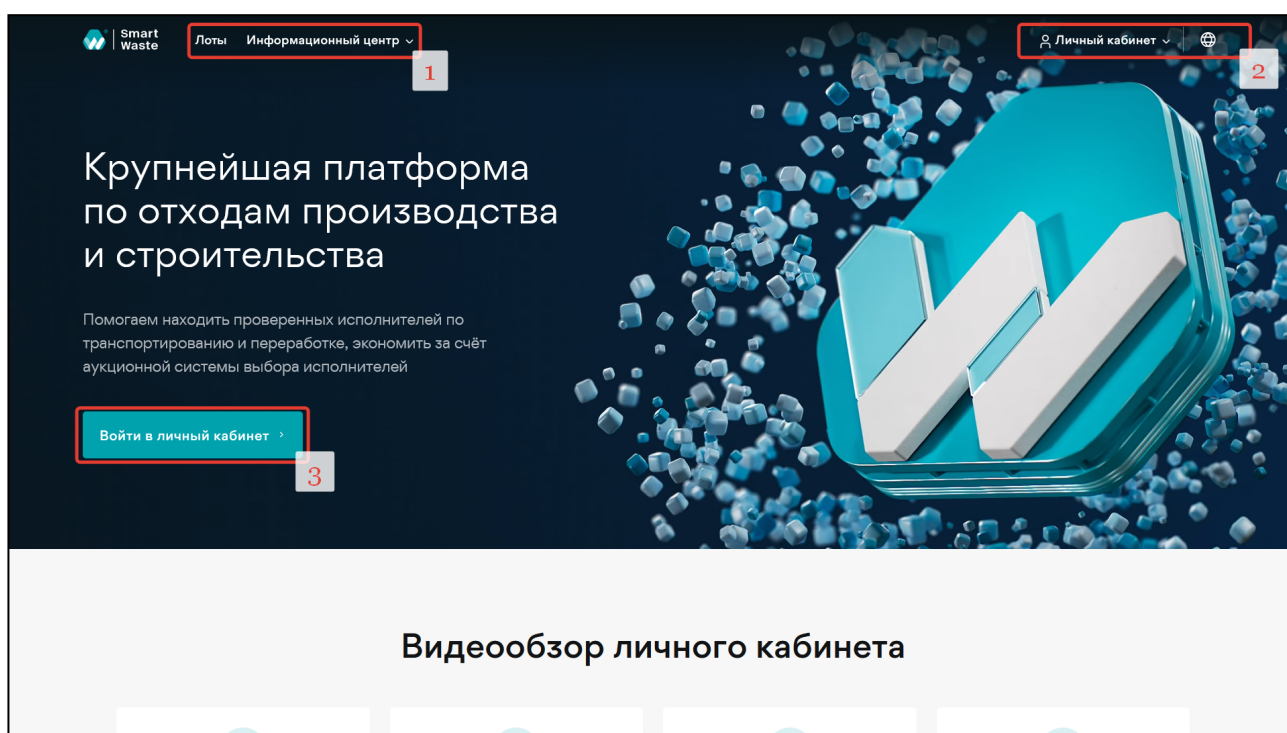 Smart
Waste
Лоты Информационный центр
Личный кабинет
1
2
Крупнейшая платформа
по отходам производства
и строительства
Помогаем находить проверенных исполнителей по
транспортированию и переработке, экономить за счёт
аукционной системы выбора исполнителей
Войти в личный кабинет
3
Видеообзор личного кабинета